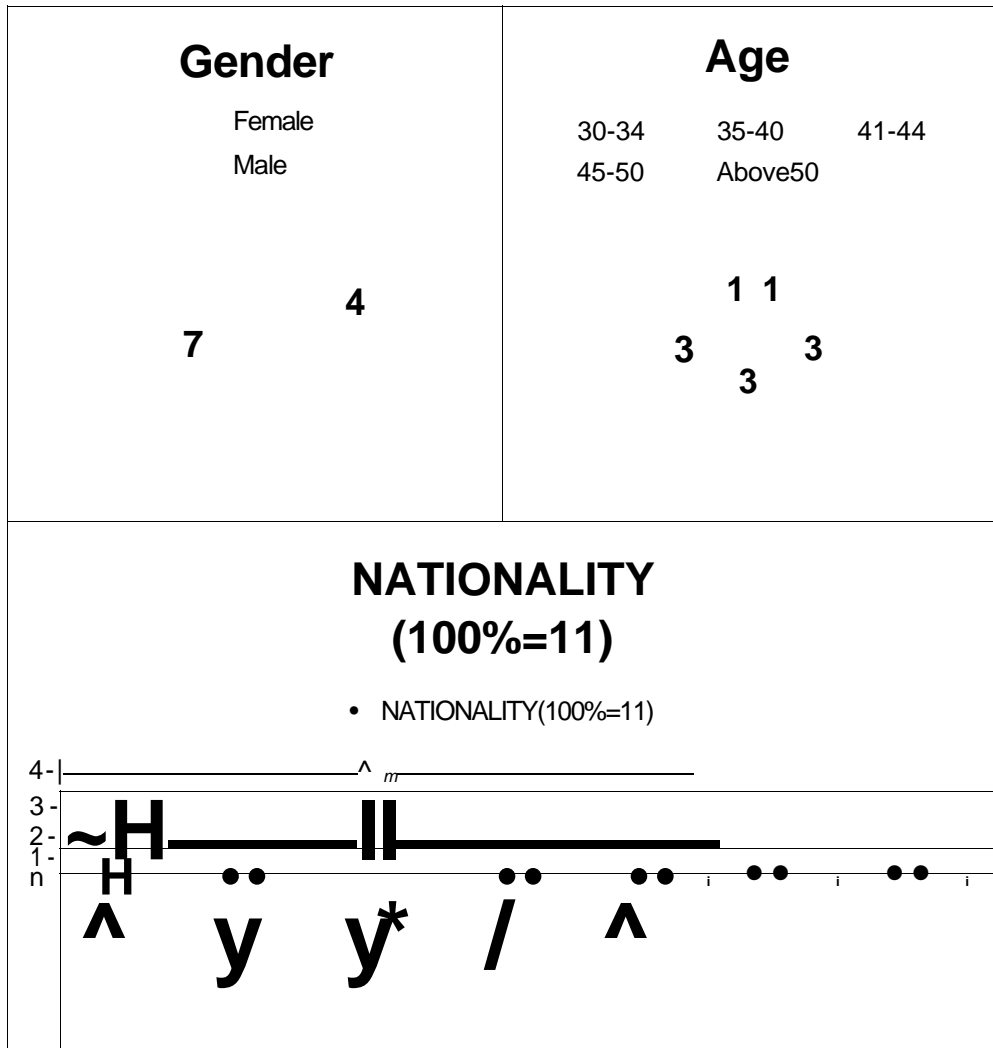 Gender
Female
Male
4
7
Age
30-34 35-40 41-44
45-50 Above50
1 1
3 3
3
NATIONALITY
(100%=11)
• NATIONALITY(100%=11)
4-| ^ m
3 -
2 - ~H II
1 -
n H •• •• •• i •• i •• i
^ y y* / ^